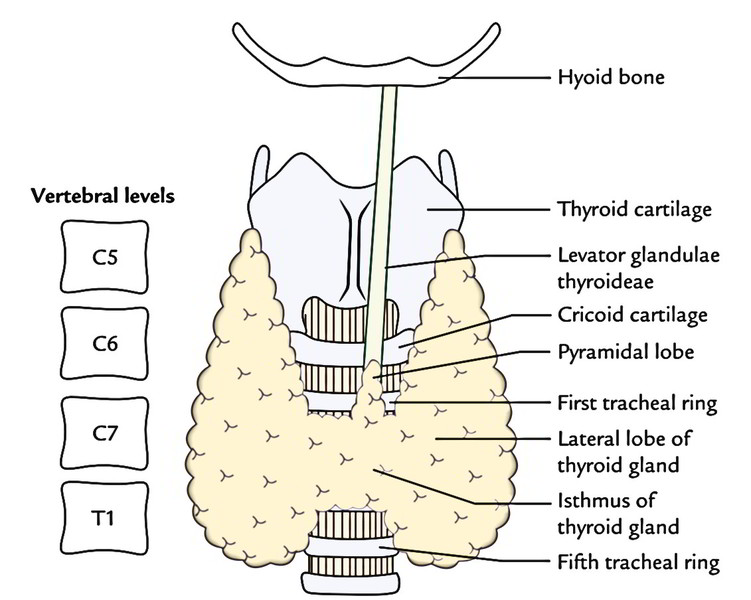 Vertebral levels
C5
C6
C7
T1
Hyoid bone
Thyroid cartilage
Levator glandulae
thyroideae
Cricoid cartilage
Pyramidal lobe
First tracheal ring
Lateral lobe of
thyroid gland
Isthmus of
thyroid gland
Fifth tracheal ring